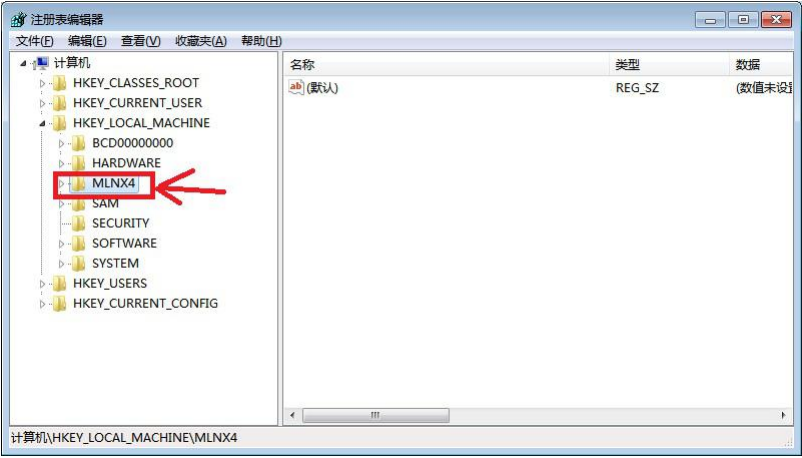 注册表编辑器
文件(F) 编辑(E) 查看(V) 收藏夹(A) 帮助(H)
计算机
HKEY_CLASSES_ROOT
HKEY_CURRENT_USER
HKEY_LOCAL_MACHINE
BCD00000000
HARDWARE
MLNX4
SAM
SECURITY
SOFTWARE
SYSTEM
HKEY_USERS
HKEY_CURRENT_CONFIG
名称 类型 数据
ab (默认) REG_SZ (数值未设
计算机\HKEY_LOCAL_MACHINE\MLNX4